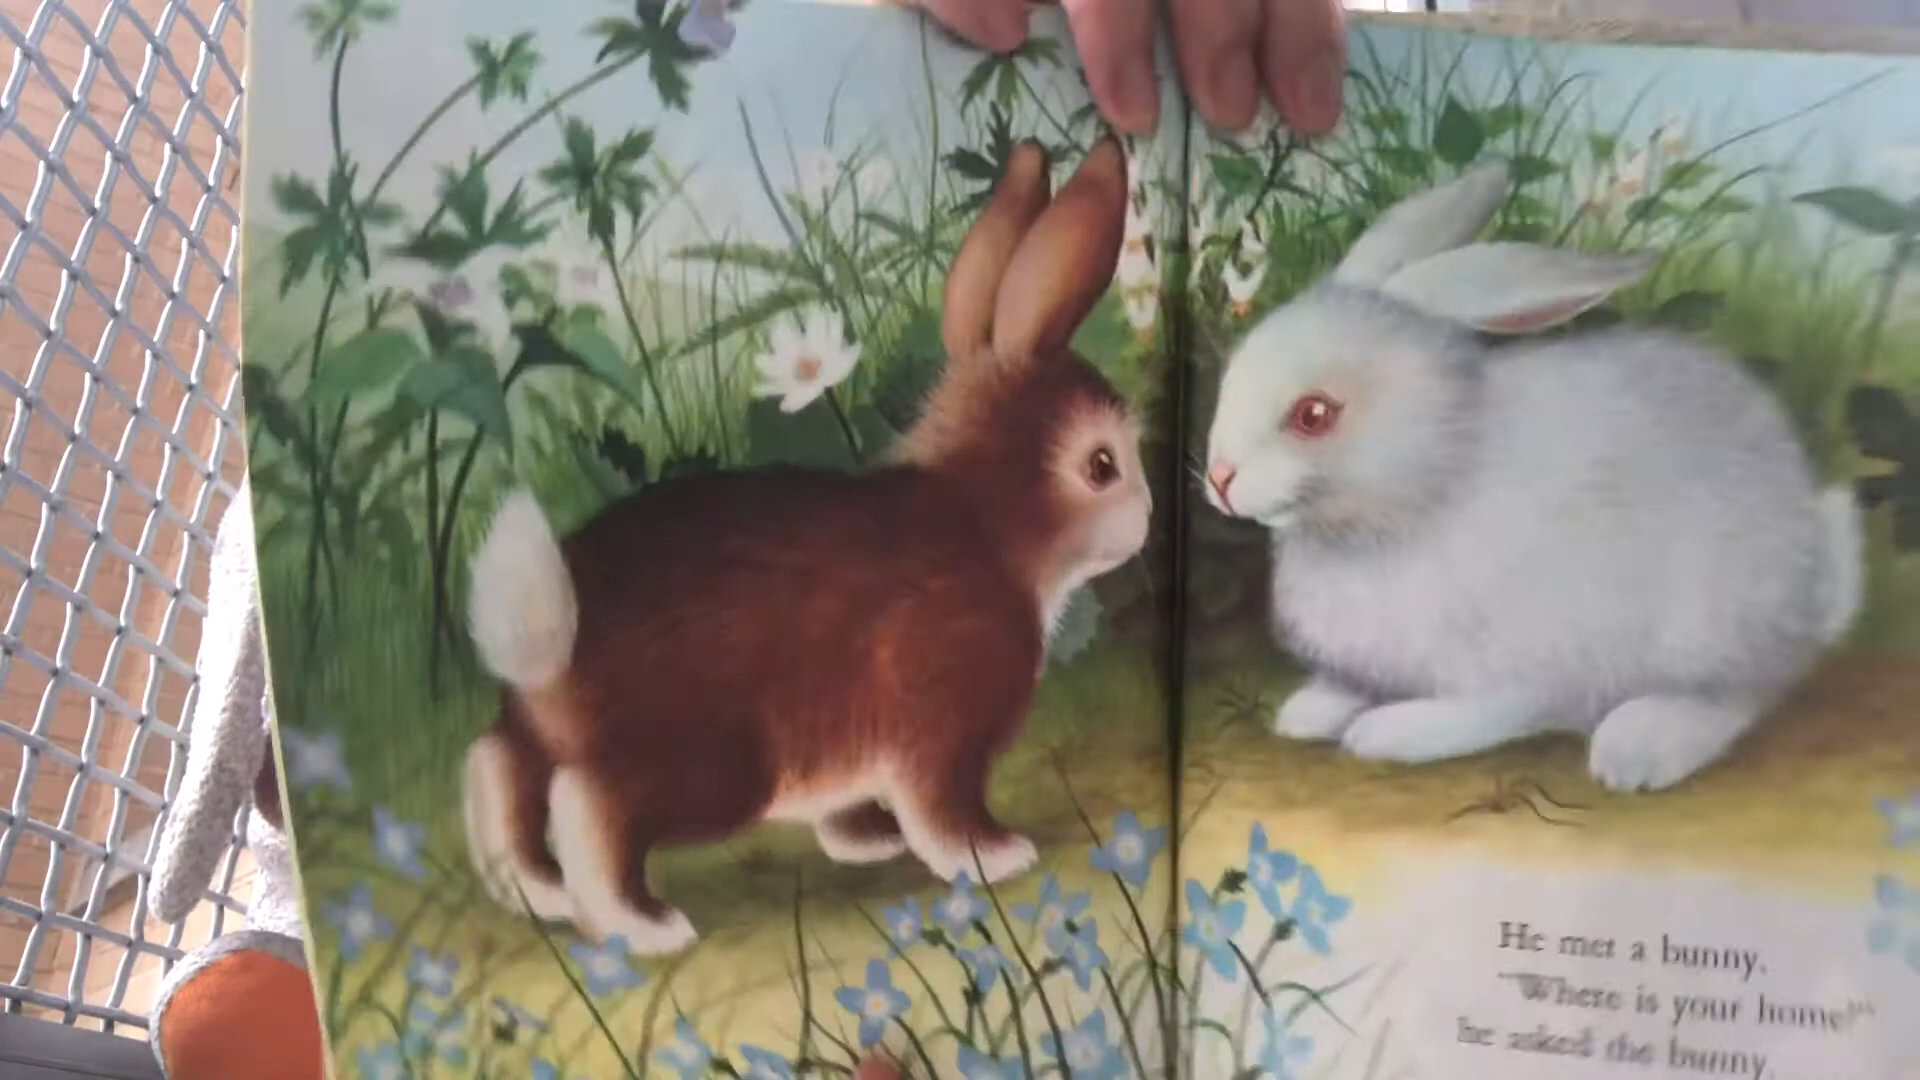 He met a bunny.
"Where is your home?"
he asked the bunny.